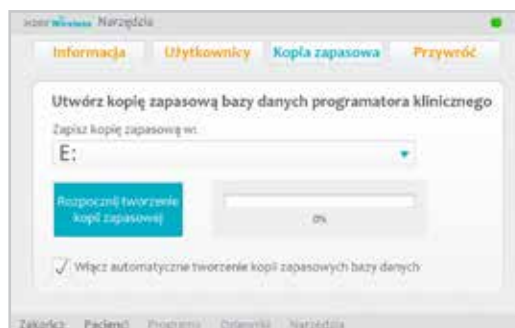 Wireless Narzędzia
Informacja Użytkownicy Kopia zapasowa Przywróć
Utwórz kopię zapasową bazy danych programatora klinicznego
Zapisz kopię zapasową w:
E:
Rozpocznij tworzenie
kopii zapasowej
0%
Włącz automatyczne tworzenie kopii zapasowych bazy danych
Zakończ Pacjenci Programy Dzienniki Narzędzia